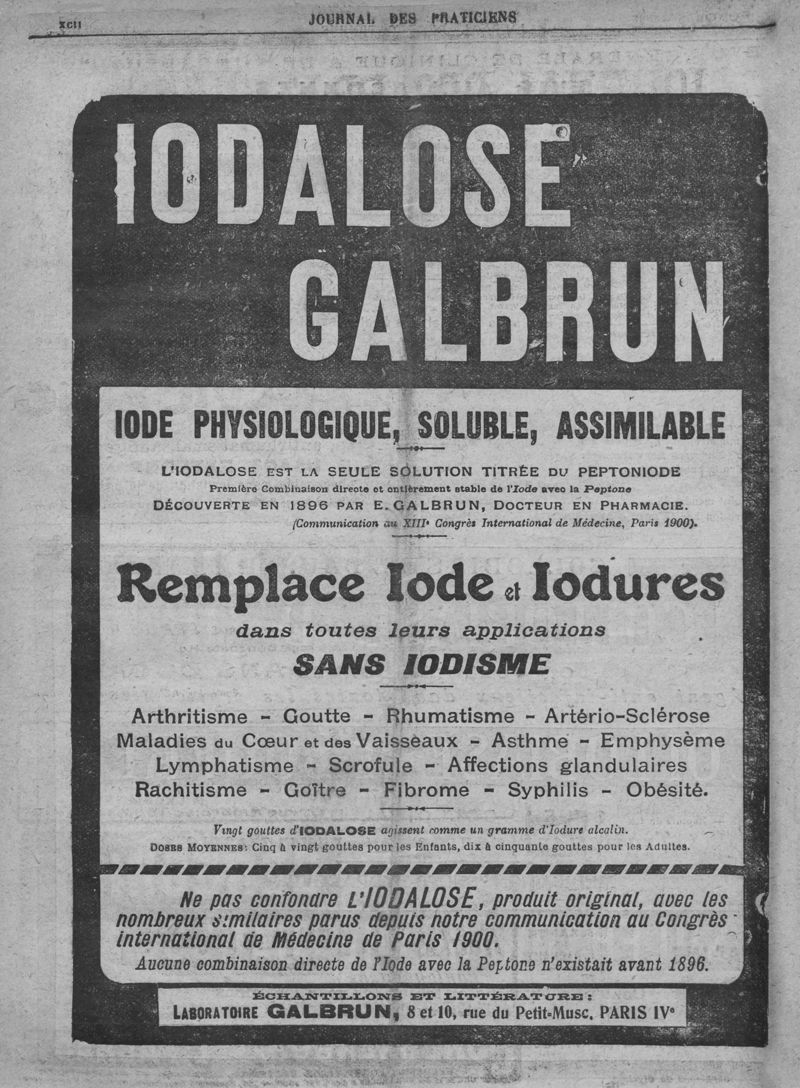 XCII
JOURNAL DES PRATICIENS
IODALOSE
GALBRUN
IODE PHYSIOLOGIQUE, SOLUBLE, ASSIMILABLE
L'IODALOSE EST LA SEULE SOLUTION TITRÉE DU PEPTONIODE
Première Combinaison directe et entièrement stable de l'Iode avec la Peptone
DÉCOUVERTE EN 1896 PAR E. GALBRUN, DOCTEUR EN PHARMACIE.
(Communication au XIIIe Congrès International de Médecine, Paris 1900).
Remplace Iode et Iodures
dans toutes leurs applications
SANS IODISME
Arthritisme - Goutte - Rhumatisme - Artério-Sclérose
Maladies du Cœur et des Vaisseaux - Asthme - Emphysème
Lymphatisme - Scrofule - Affections glandulaires
Rachitisme - Goître - Fibrome - Syphilis - Obésité.
Vingt gouttes d'IODALOSE agissent comme un gramme d'Iodure alcalin.
DOSES MOYENNES: Cinq à vingt gouttes pour les Enfants, dix à cinquante gouttes pour les Adultes.
Ne pas confondre L'IODALOSE, produit original, avec les
nombreux similaires parus depuis notre communication au Congrès
international de Médecine de Paris 1900.
Aucune combinaison directe de l'Iode avec la Peptone n'existait avant 1896.
ÉCHANTILLONS ET LITTÉRATURE:
LABORATOIRE GALBRUN, 8 et 10, rue du Petit-Musc, PARIS IVe